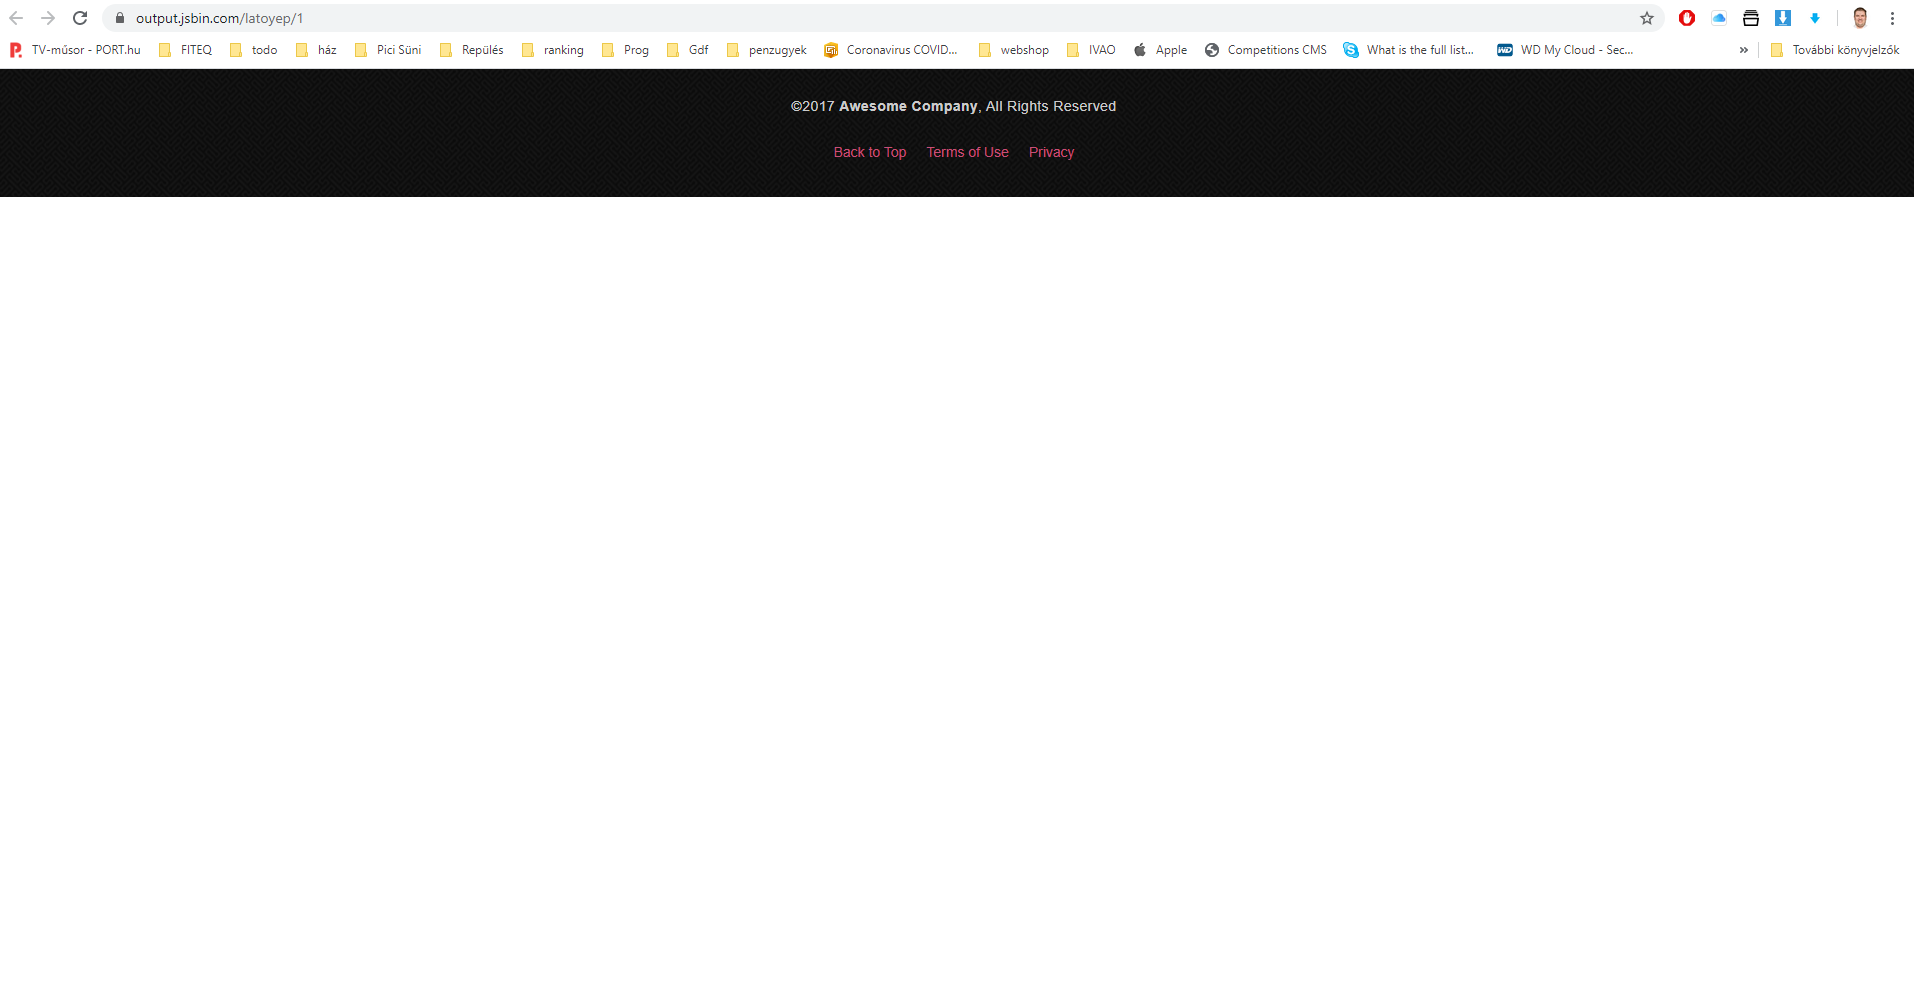 output.jsbin.com/latoyep/1
TV-műsor - PORT.hu FITEQ todo ház Pici Süni Repülés ranking Prog Gdf penzugyek Coronavirus COVID... webshop IVAO Apple Competitions CMS What is the full list... WD WD My Cloud - Sec... » További könyvjelzők
©2017 Awesome Company, All Rights Reserved
Back to Top Terms of Use Privacy